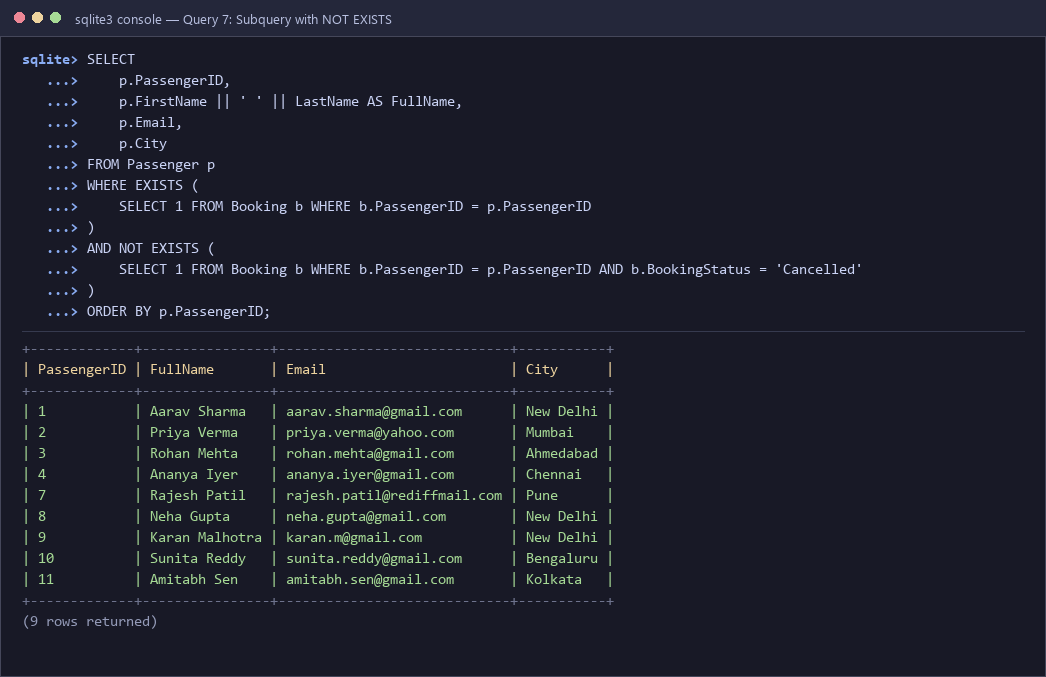 sqlite3 console — Query 7: Subquery with NOT EXISTS
sqlite> SELECT
   ...>     p.PassengerID,
   ...>     p.FirstName || ' ' || LastName AS FullName,
   ...>     p.Email,
   ...>     p.City
   ...> FROM Passenger p
   ...> WHERE EXISTS (
   ...>     SELECT 1 FROM Booking b WHERE b.PassengerID = p.PassengerID
   ...> )
   ...> AND NOT EXISTS (
   ...>     SELECT 1 FROM Booking b WHERE b.PassengerID = p.PassengerID AND b.BookingStatus = 'Cancelled'
   ...> )
   ...> ORDER BY p.PassengerID;
+-------------+----------------+-----------------------------+-----------+
| PassengerID | FullName       | Email                       | City      |
+-------------+----------------+-----------------------------+-----------+
| 1           | Aarav Sharma   | aarav.sharma@gmail.com      | New Delhi |
| 2           | Priya Verma    | priya.verma@yahoo.com       | Mumbai    |
| 3           | Rohan Mehta    | rohan.mehta@gmail.com       | Ahmedabad |
| 4           | Ananya Iyer    | ananya.iyer@gmail.com       | Chennai   |
| 7           | Rajesh Patil   | rajesh.patil@rediffmail.com | Pune      |
| 8           | Neha Gupta     | neha.gupta@gmail.com        | New Delhi |
| 9           | Karan Malhotra | karan.m@gmail.com           | New Delhi |
| 10          | Sunita Reddy   | sunita.reddy@gmail.com      | Bengaluru |
| 11          | Amitabh Sen    | amitabh.sen@gmail.com       | Kolkata   |
+-------------+----------------+-----------------------------+-----------+
(9 rows returned)